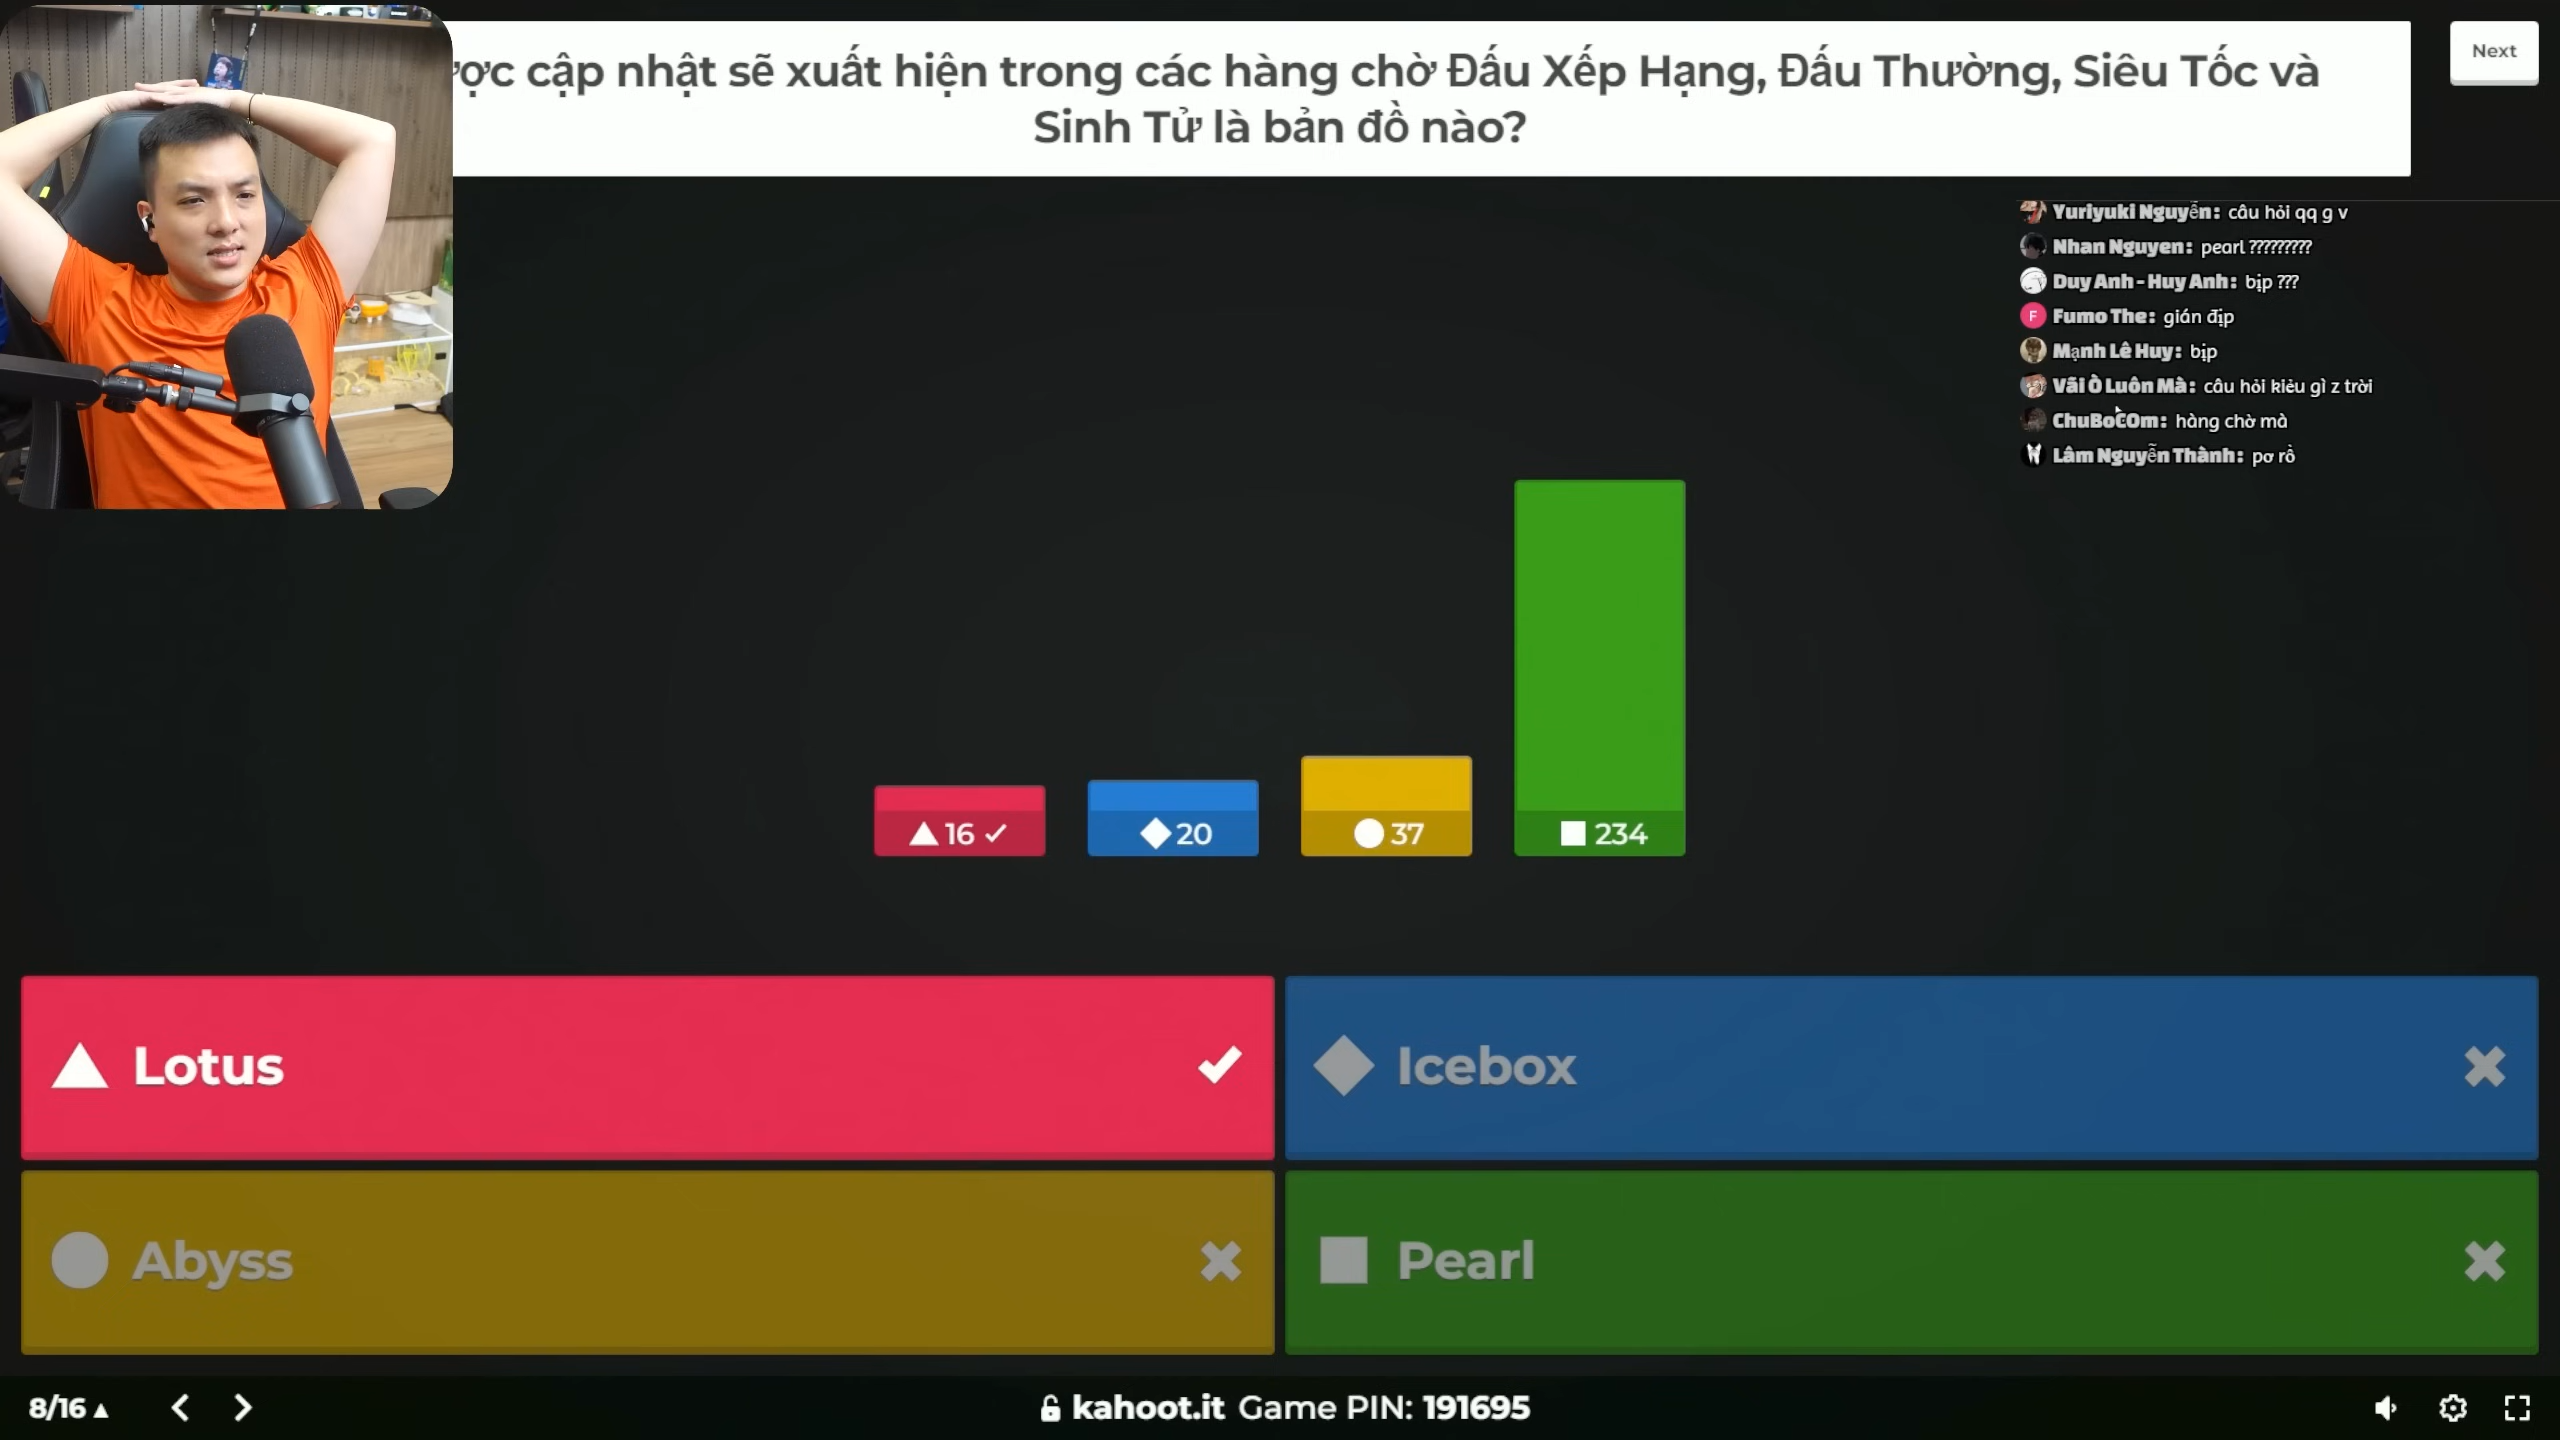 ược cập nhật sẽ xuất hiện trong các hàng chờ Đấu Xếp Hạng, Đấu Thường, Siêu Tốc và
Sinh Tử là bản đồ nào?
Next
Yuriyuki Nguyễn: câu hỏi qq g v
Nhan Nguyen: pearl ?????????
Duy Anh - Huy Anh: bịp ???
F Fumo The: gián địp
Mạnh Lê Huy: bịp
Vãi Ò Luôn Mà: câu hỏi kiểu gì z trời
ChuBoCOm: hàng chờ mà
Lâm Nguyễn Thành: pơ rồ
16
20
37
234
Lotus
Icebox
Abyss
Pearl
8/16
kahoot.it Game PIN: 191695